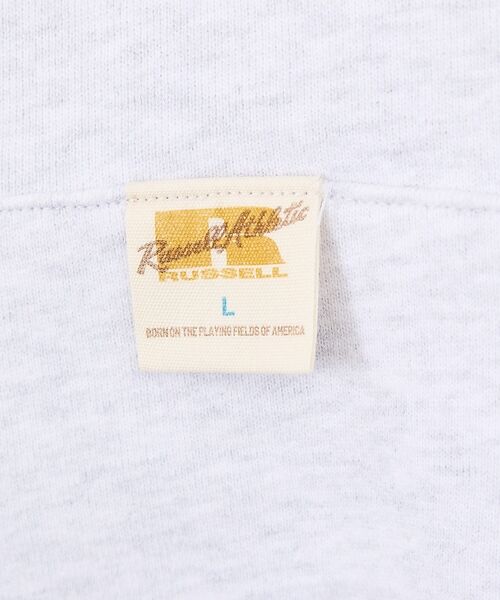 Russell Athletic
RUSSELL
L
BORN ON THE PLAYING FIELDS OF AMERICA